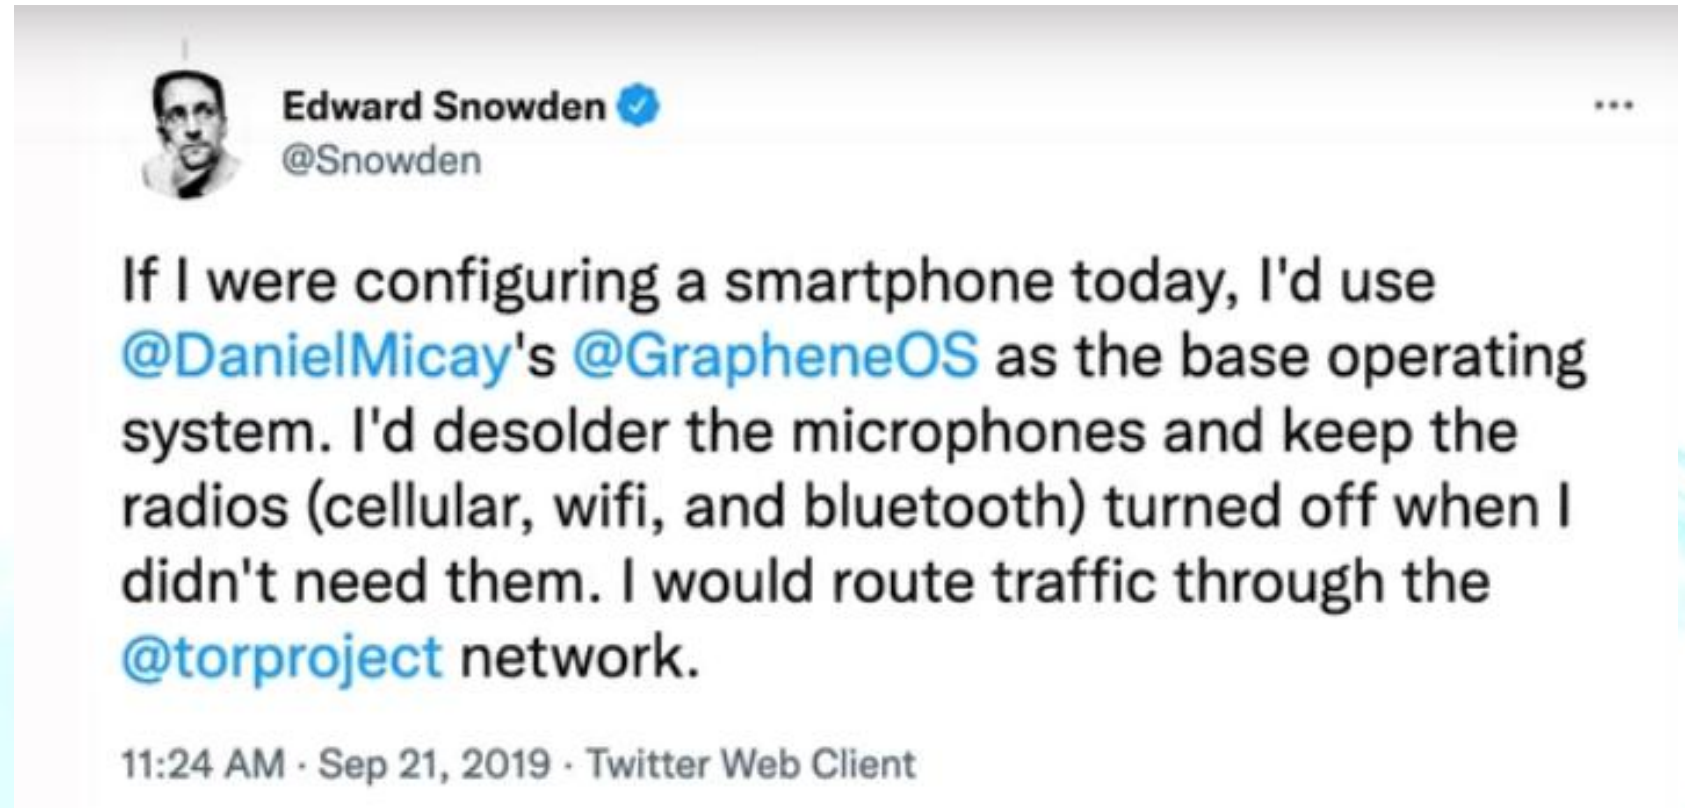 Edward Snowden
@Snowden
If I were configuring a smartphone today, I'd use
@DanielMicay's @GrapheneOS as the base operating
system. I'd desolder the microphones and keep the
radios (cellular, wifi, and bluetooth) turned off when I
didn't need them. I would route traffic through the
@torproject network.
11:24 AM · Sep 21, 2019 · Twitter Web Client